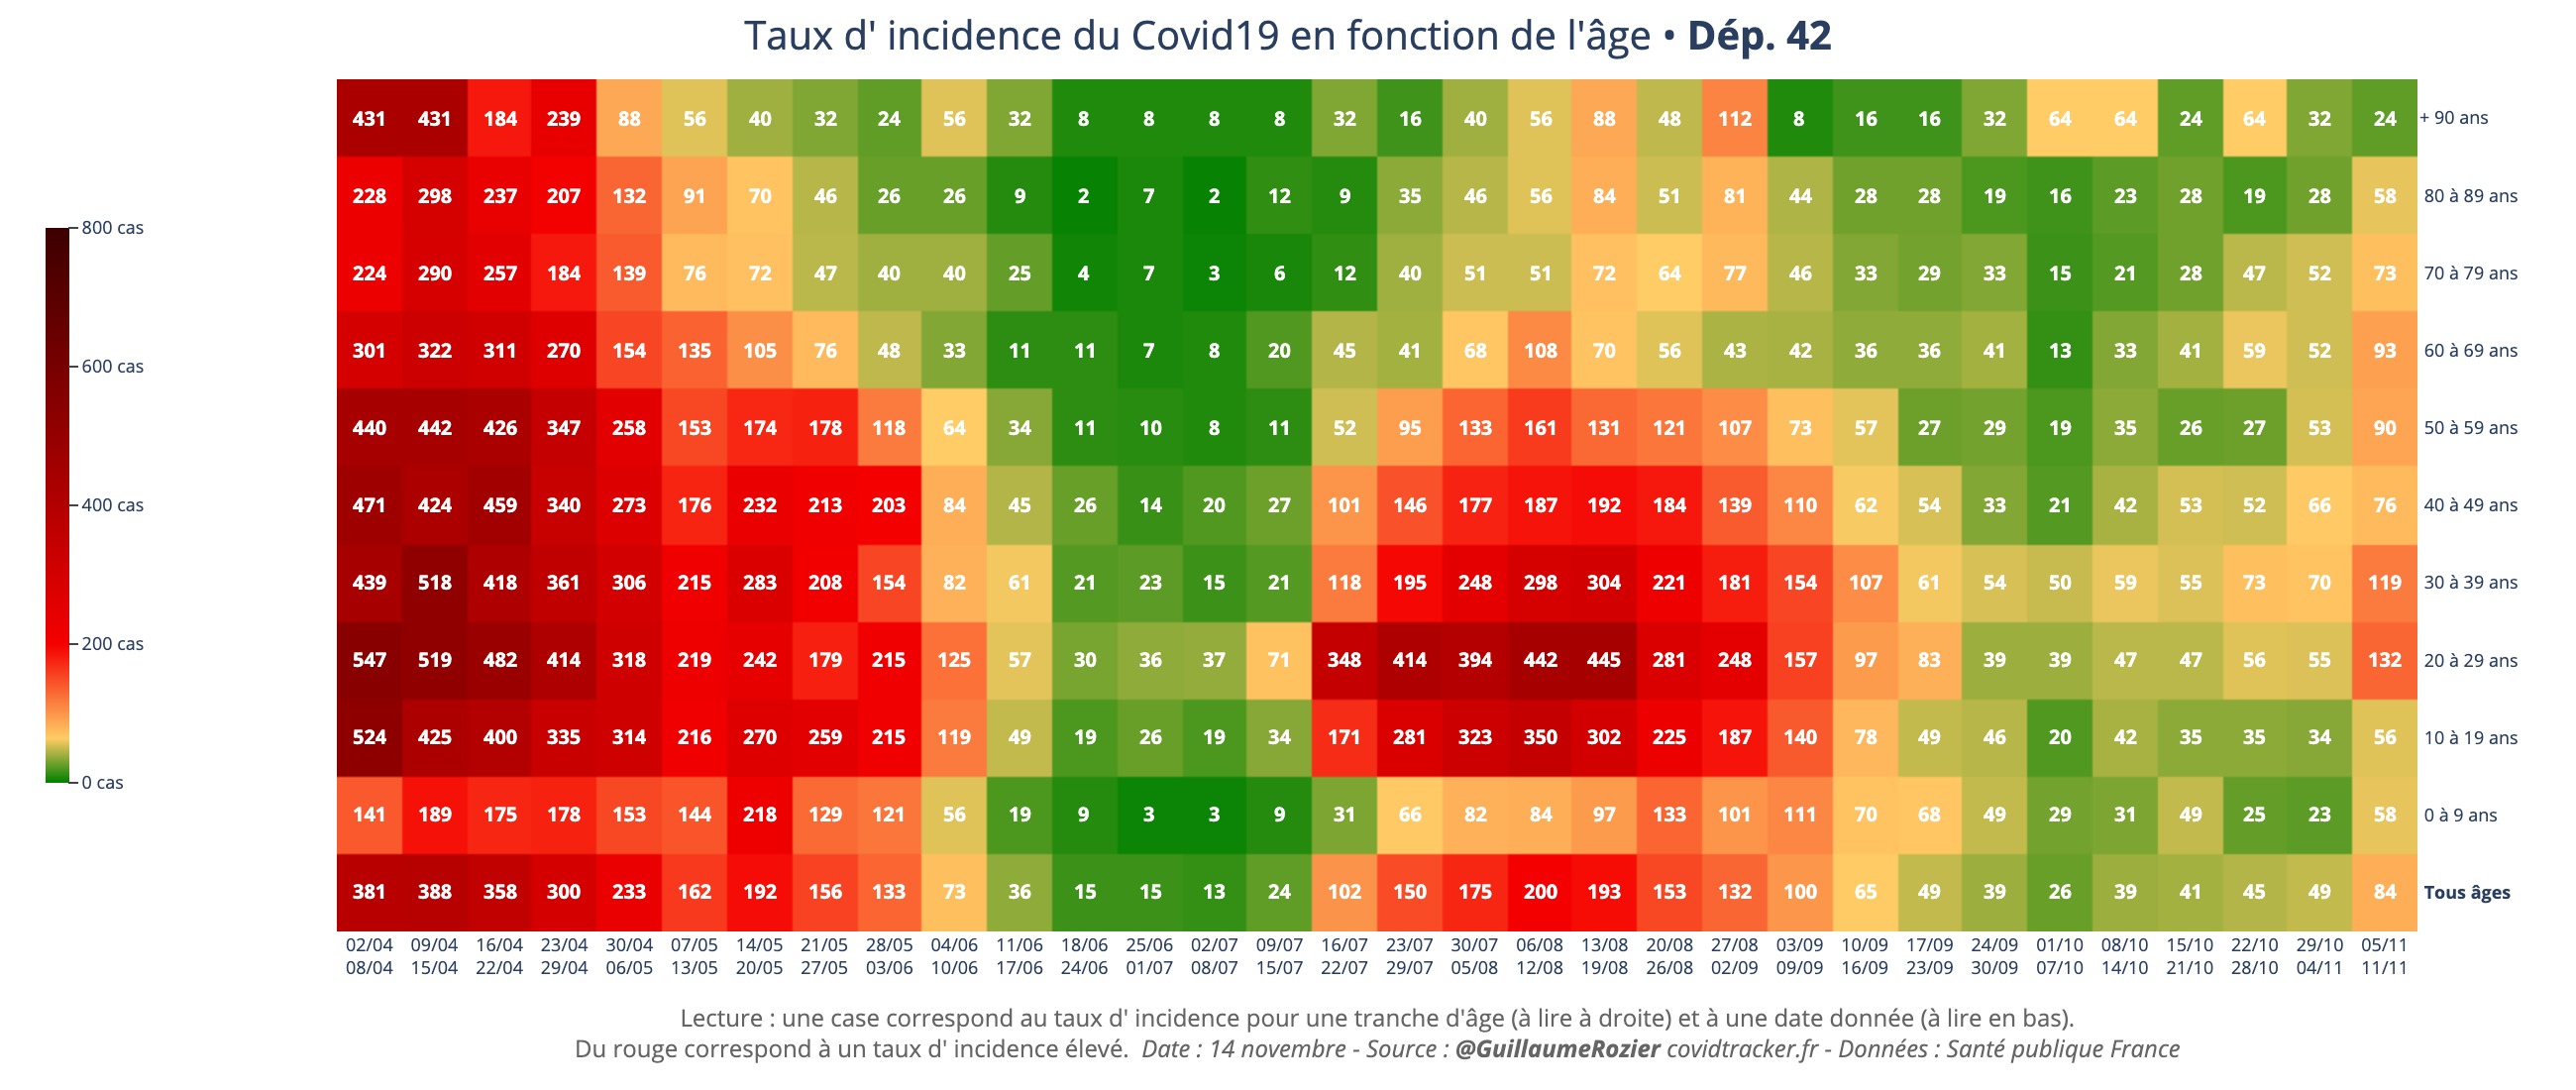 Taux d' incidence du Covid19 en fonction de l'âge • Dép. 42
800 cas
600 cas
400 cas
200 cas
0 cas
431 431 184 239 88 56 40 32 24 56 32 8 8 8 8 32 16 40 56 88 48 112 8 16 16 32 64 64 24 64 32 24 + 90 ans
228 298 237 207 132 91 70 46 26 26 9 2 7 2 12 9 35 46 56 84 51 81 44 28 28 19 16 23 28 19 28 58 80 à 89 ans
224 290 257 184 139 76 72 47 40 40 25 4 7 3 6 12 40 51 51 72 64 77 46 33 29 33 15 21 28 47 52 73 70 à 79 ans
301 322 311 270 154 135 105 76 48 33 11 11 7 8 20 45 41 68 108 70 56 43 42 36 36 41 13 33 41 59 52 93 60 à 69 ans
440 442 426 347 258 153 174 178 118 64 34 11 10 8 11 52 95 133 161 131 121 107 73 57 27 29 19 35 26 27 53 90 50 à 59 ans
471 424 459 340 273 176 232 213 203 84 45 26 14 20 27 101 146 177 187 192 184 139 110 62 54 33 21 42 53 52 66 76 40 à 49 ans
439 518 418 361 306 215 283 208 154 82 61 21 23 15 21 118 195 248 298 304 221 181 154 107 61 54 50 59 55 73 70 119 30 à 39 ans
547 519 482 414 318 219 242 179 215 125 57 30 36 37 71 348 414 394 442 445 281 248 157 97 83 39 39 47 47 56 55 132 20 à 29 ans
524 425 400 335 314 216 270 259 215 119 49 19 26 19 34 171 281 323 350 302 225 187 140 78 49 46 20 42 35 35 34 56 10 à 19 ans
141 189 175 178 153 144 218 129 121 56 19 9 3 3 9 31 66 82 84 97 133 101 111 70 68 49 29 31 49 25 23 58 0 à 9 ans
381 388 358 300 233 162 192 156 133 73 36 15 15 13 24 102 150 175 200 193 153 132 100 65 49 39 26 39 41 45 49 84 Tous âges
02/04 09/04 16/04 23/04 30/04 07/05 14/05 21/05 28/05 04/06 11/06 18/06 25/06 02/07 09/07 16/07 23/07 30/07 06/08 13/08 20/08 27/08 03/09 10/09 17/09 24/09 01/10 08/10 15/10 22/10 29/10 05/11
08/04 15/04 22/04 29/04 06/05 13/05 20/05 27/05 03/06 10/06 17/06 24/06 01/07 08/07 15/07 22/07 29/07 05/08 12/08 19/08 26/08 02/09 09/09 16/09 23/09 30/09 07/10 14/10 21/10 28/10 04/11 11/11
Lecture : une case correspond au taux d' incidence pour une tranche d'âge (à lire à droite) et à une date donnée (à lire en bas).
Du rouge correspond à un taux d' incidence élevé. Date : 14 novembre - Source : @GuillaumeRozier covidtracker.fr - Données : Santé publique France